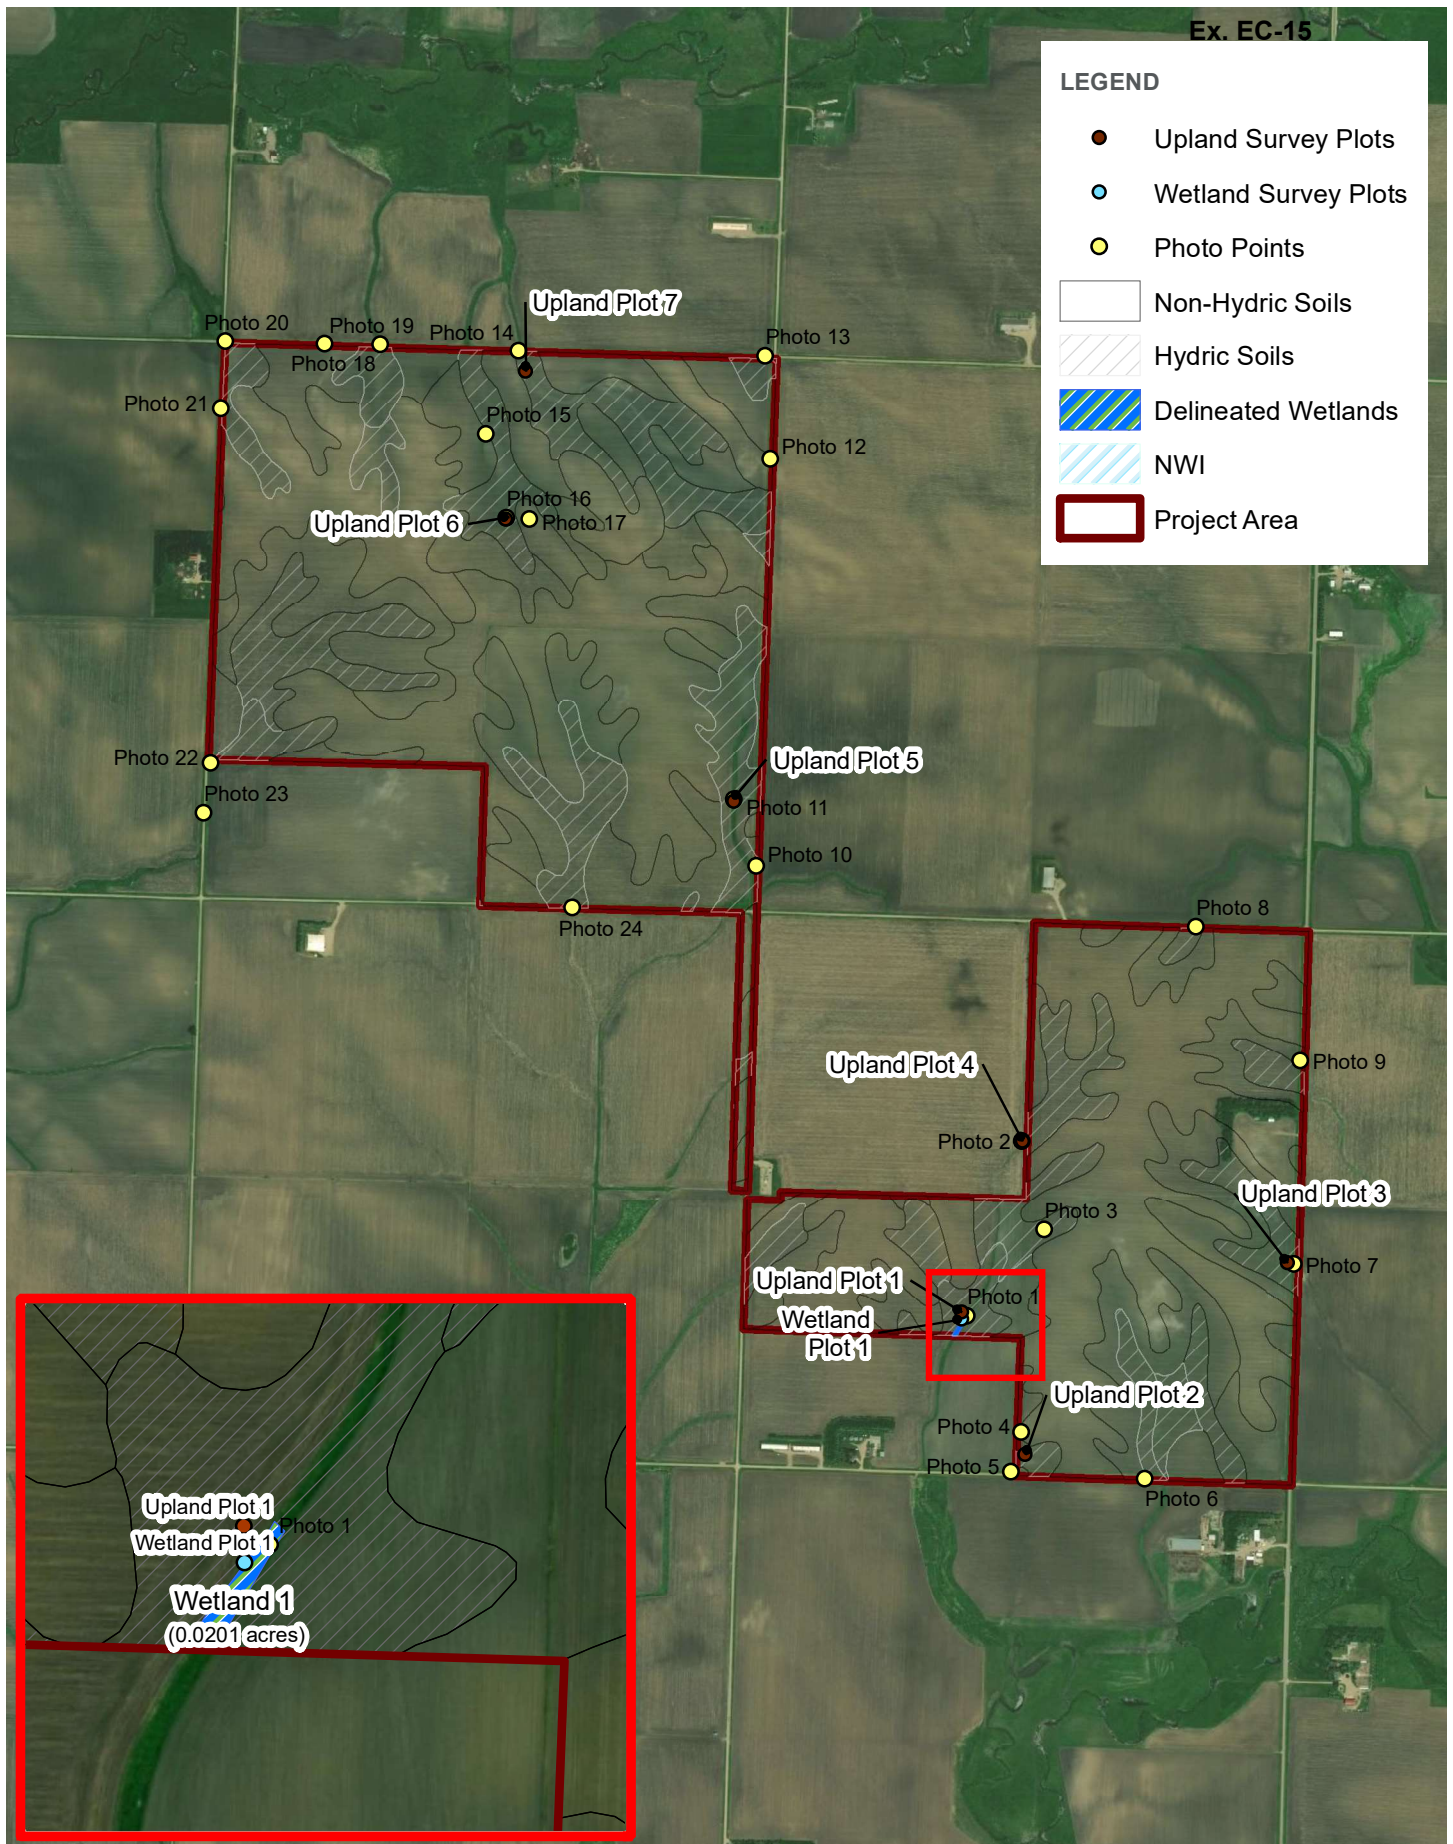 Ex. EC-15
LEGEND
Upland Survey Plots
Wetland Survey Plots
Photo Points
Non-Hydric Soils
Hydric Soils
Delineated Wetlands
NWI
Project Area
Upland Plot 7
Photo 20
Photo 19
Photo 14
Photo 13
Photo 18
Photo 21
Photo 15
Photo 12
Photo 16
Upland Plot 6
Photo 17
Photo 22
Upland Plot 5
Photo 23
Photo 11
Photo 10
Photo 24
Photo 8
Upland Plot 4
Photo 9
Photo 2
Upland Plot 3
Photo 3
Photo 7
Upland Plot 1
Photo 1
Wetland
Plot 1
Upland Plot 2
Photo 4
Photo 5
Photo 6
Upland Plot 1
Photo 1
Wetland Plot 1
Wetland 1
(0.0201 acres)